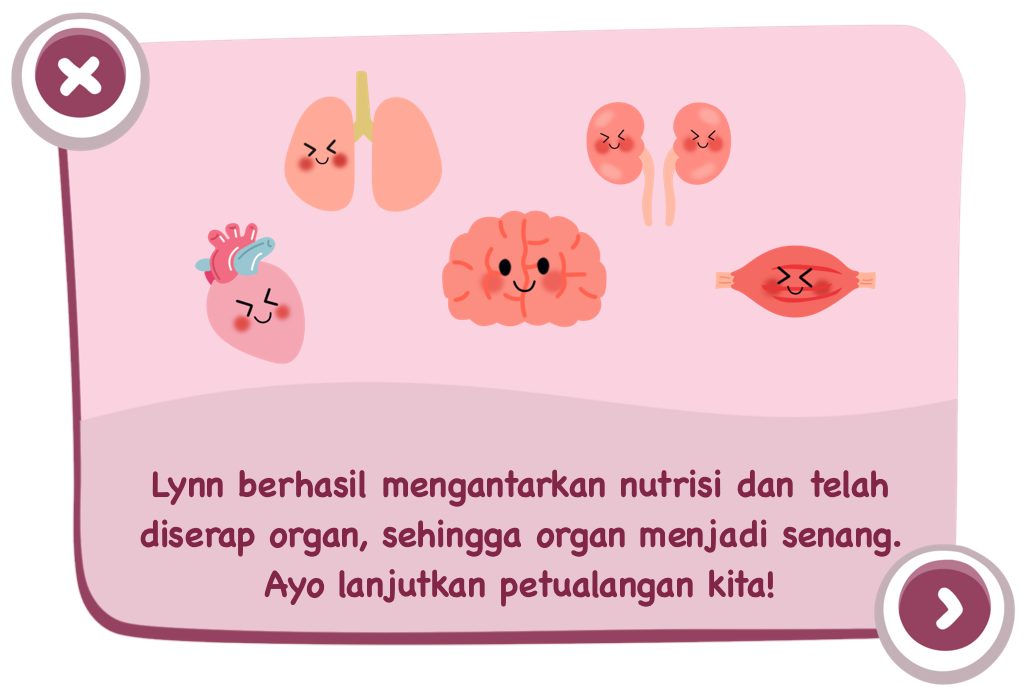 Lynn berhasil mengantarkan nutrisi dan telah
diserap organ, sehingga organ menjadi senang.
Ayo lanjutkan petualangan kita!